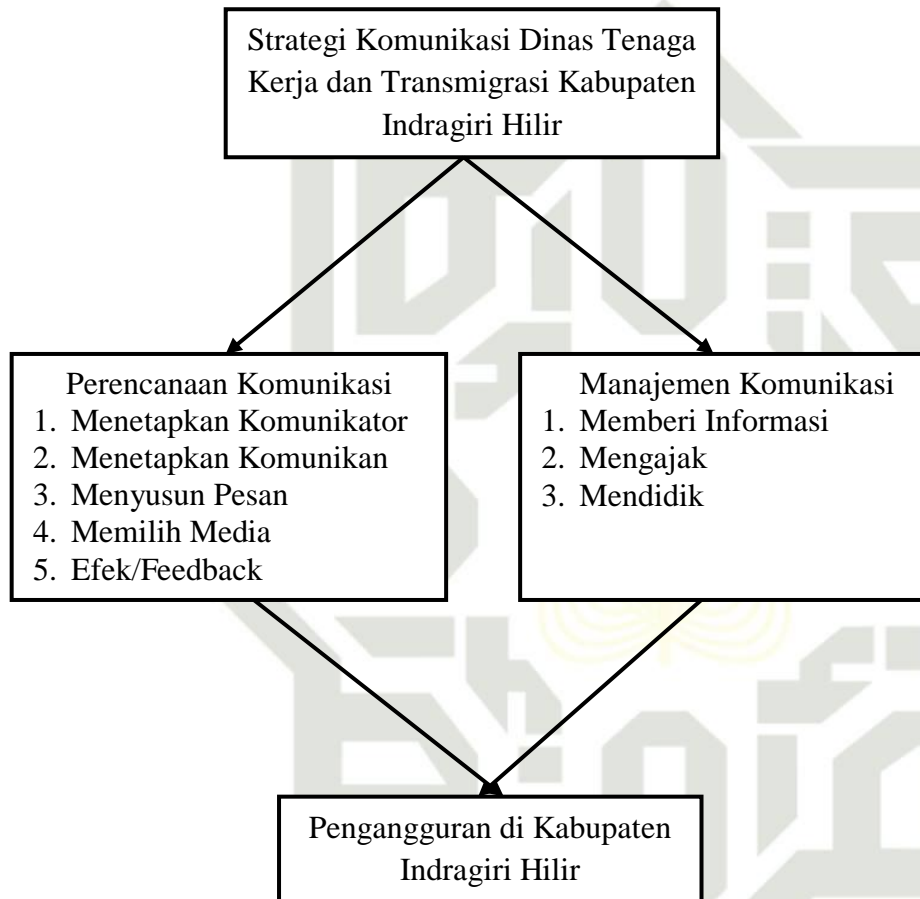 Strategi Komunikasi Dinas Tenaga
Kerja dan Transmigrasi Kabupaten
Indragiri Hilir
Perencanaan Komunikasi
1. Menetapkan Komunikator
2. Menetapkan Komunikan
3. Menyusun Pesan
4. Memilih Media
5. Efek/Feedback
Manajemen Komunikasi
1. Memberi Informasi
2. Mengajak
3. Mendidik
Pengangguran di Kabupaten
Indragiri Hilir